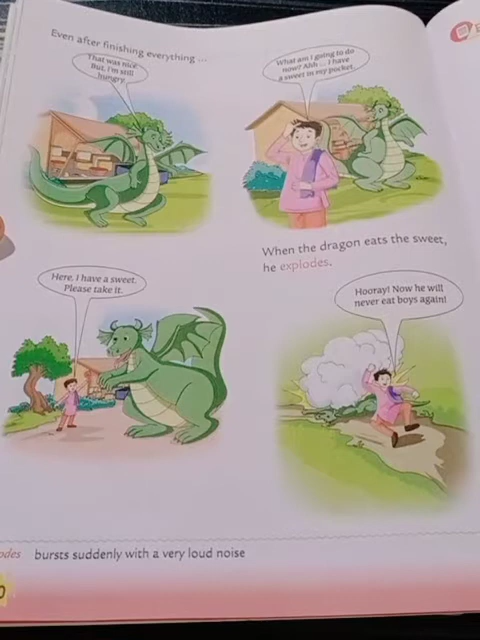 Even after finishing everything ...
That was nice.
But, I'm still
hungry.
What am I going to do
now? Ahh ... I have
a sweet in my pocket.
Here, I have a sweet.
Please take it.
When the dragon eats the sweet,
he explodes.
Hooray! Now he will
never eat boys again!
bursts suddenly with a very loud noise